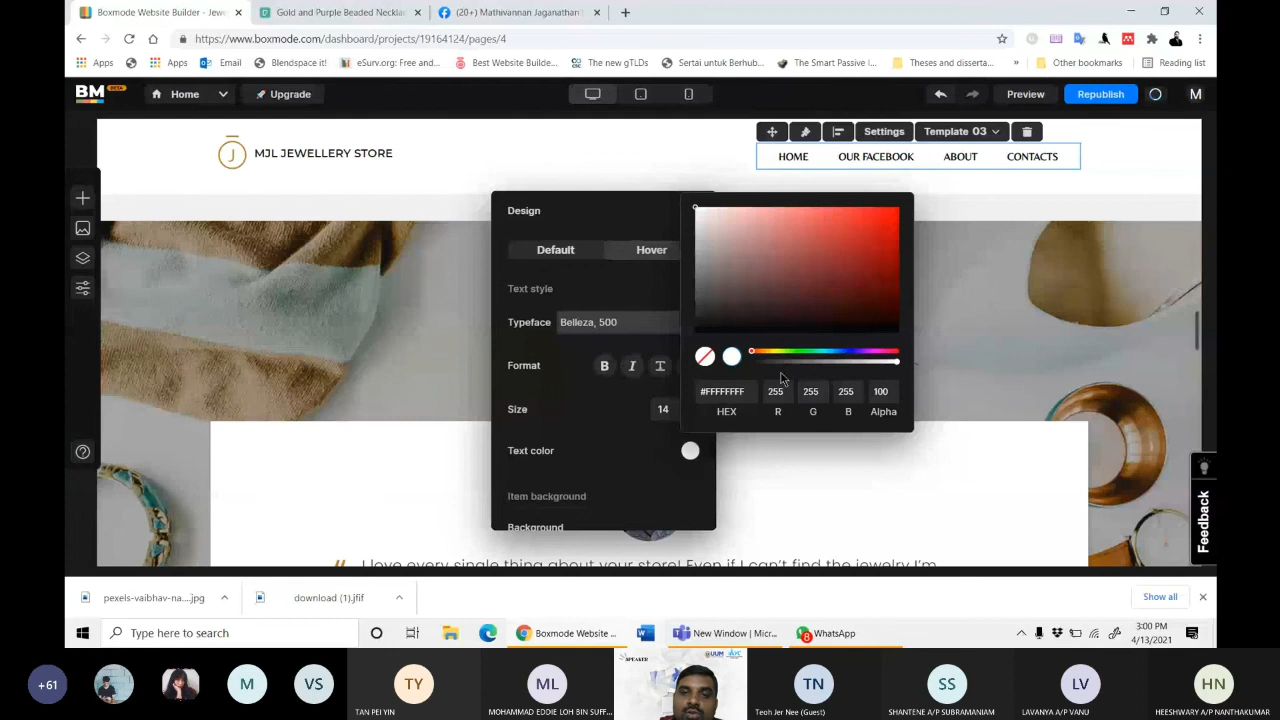 Boxmode Website Builder - Jewe
Gold and Purple Beaded Necklac
(20+) Mathivannan Jaganathan't
https://www.boxmode.com/dashboard/projects/19164124/pages/4
Apps
Apps
Email
Blendspace it!
eSurv.org: Free and...
Best Website Builde...
The new gTLDs
Sertai untuk Berhub...
The Smart Passive I...
Theses and disserta...
»
Other bookmarks
Reading list
BM BETA
Home
Upgrade
Preview
Republish
M
Settings
Template 03
J MJL JEWELLERY STORE
HOME OUR FACEBOOK ABOUT CONTACTS
Design
Default Hover
Text style
Typeface Belleza, 500
Format B I T
Size 14
Text color
Item background
Background
#FFFFFFFF 255 255 255 100
HEX R G B Alpha
Feedback
I love every single thing about your store! Even if I can't find the jewelry I'm
pexels-vaibhav-na....jpg
download (1).jfif
Show all
Type here to search
Boxmode Website ...
New Window | Micr...
8 WhatsApp
3:00 PM
4/13/2021
+61
M
VS
TY
TAN PEI YIN
ML
MOHAMMAD EDDIE LOH BIN SUFF...
SPEAKER
UUM
TN
Teoh Jer Nee (Guest)
SS
SHANTENE A/P SUBRAMANIAM
LV
LAVANYA A/P VANU
HN
HEESHWARY A/P NANTHAKUMAR